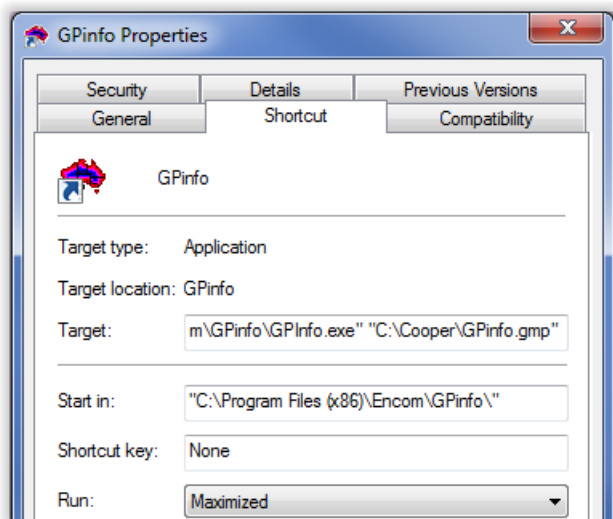 GPinfo Properties
Security Details Previous Versions
General Shortcut Compatibility
GPinfo
Target type: Application
Target location: GPinfo
Target: m\GPinfo\GPInfo.exe" "C:\Cooper\GPinfo.gmp"
Start in: "C:\Program Files (x86)\Encom\GPinfo\"
Shortcut key: None
Run: Maximized